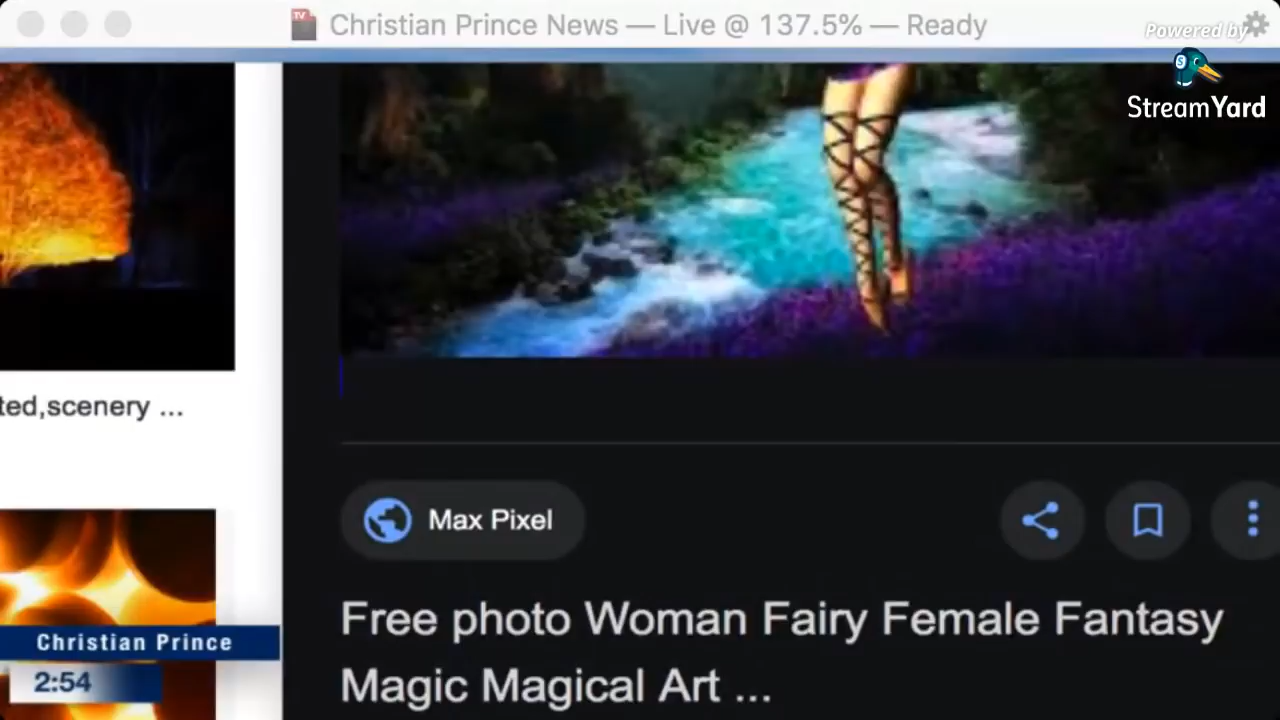 Christian Prince News — Live @ 137.5% — Ready
Powered by
StreamYard
TV
ted,scenery ...
Max Pixel
Christian Prince
2:54
Free photo Woman Fairy Female Fantasy
Magic Magical Art ...